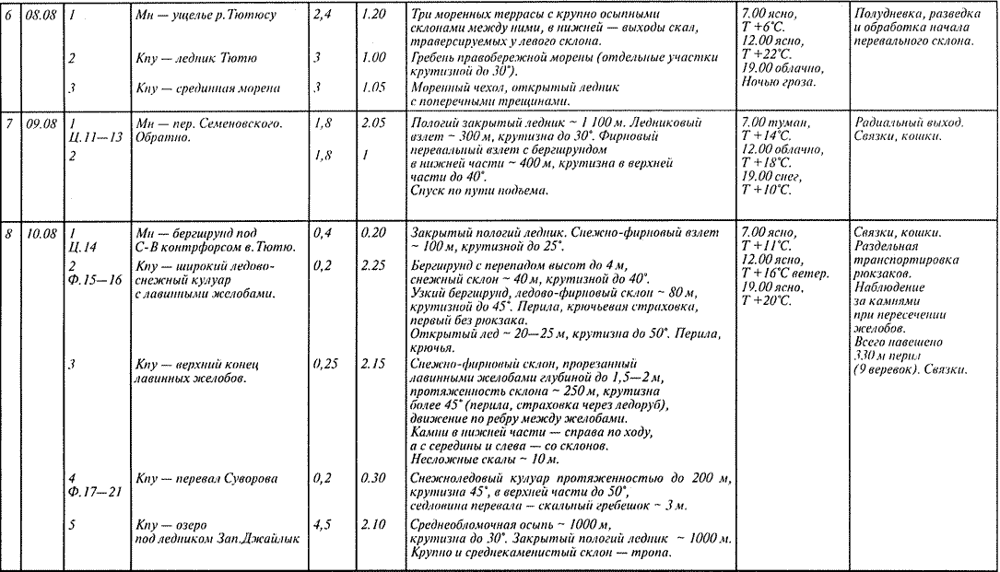 6
08.08
1
Мн — ущелье р. Тютюсу
2,4
1.20
Три моренных террасы с крупно осыпными
склонами между ними, в нижней — выходы скал,
траверсируемых у левого склона.
2
Кпу — ледник Тютю
3
1.00
Гребень правобережной морены (отдельные участки
крутизной до 30°).
3
Кпу — срединная морена
3
1.05
Моренный чехол, открытый ледник
с поперечными трещинами.
7.00 ясно,
Т +6°С.
12.00 ясно,
Т +22°С.
19.00 облачно,
Ночью гроза.
Полудневка, разведка
и обработка начала
перевального склона.
7
09.08
1
Ц.11—13
Мн — пер. Семеновского.
Обратно.
1,8
2.05
2
1,8
1
Пологий закрытый ледник ~ 1 100 м. Ледниковый
взлет ~ 300 м, крутизна до 30°. Фирновый
перевальный взлет с бергшрундом
в нижней части ~ 400 м, крутизна в верхней
части до 40°.
Спуск по пути подъема.
7.00 туман,
Т +14°С.
12.00 облачно,
Т +18°С.
19.00 снег,
Т +10°С.
Радиальный выход.
Связки, кошки.
8
10.08
1
Ц.14
Мн — бергшрунд под
С-В контрфорсом в. Тютю.
0,4
0.20
Закрытый пологий ледник. Снежно-фирновый взлет
~ 100 м, крутизной до 25°.
2
Ф.15—16
Кпу — широкий ледово-
снежный кулуар
с лавинными желобами.
0,2
2.25
Бергшрунд с перепадом высот до 4 м,
снежный склон ~ 40 м, крутизной до 40°.
Узкий бергшрунд, ледово-фирновый склон ~ 80 м,
крутизной до 45°. Перила, крючьевая страховка,
первый без рюкзака.
Открытый лед ~ 20—25 м, крутизна до 50°. Перила,
крючья.
3
Кпу — верхний конец
лавинных желобов.
0,25
2.15
Снежно-фирновый склон, прорезанный
лавинными желобами глубиной до 1,5—2 м,
протяженность склона ~ 250 м, крутизна
более 45° (перила, страховка через ледоруб),
движение по ребру между желобами.
Камни в нижней части — справа по ходу,
а с середины и слева — со склонов.
Несложные скалы ~ 10 м.
4
Ф.17—21
Кпу — перевал Суворова
0,2
0.30
Снежноледовый кулуар протяженностью до 200 м,
крутизна 45°, в верхней части до 50°,
седловина перевала – скальный гребешок ~ 3 м.
5
Кпу — озеро
под ледником Зап.Джайлык
4,5
2.10
Среднеобломочная осыпь ~ 1000 м,
крутизна до 30°. Закрытый пологий ледник ~ 1000 м.
Крупно и среднекаменистый склон — тропа.
7.00 ясно,
Т +11°С.
12.00 ясно,
Т +16°С ветер.
19.00 ясно,
Т +20°С.
Связки, кошки.
Раздельная
транспортировка
рюкзаков.
Наблюдение
за камнями
при пересечении
желобов.
Всего навешено
330 м перил
(9 веревок). Связки.